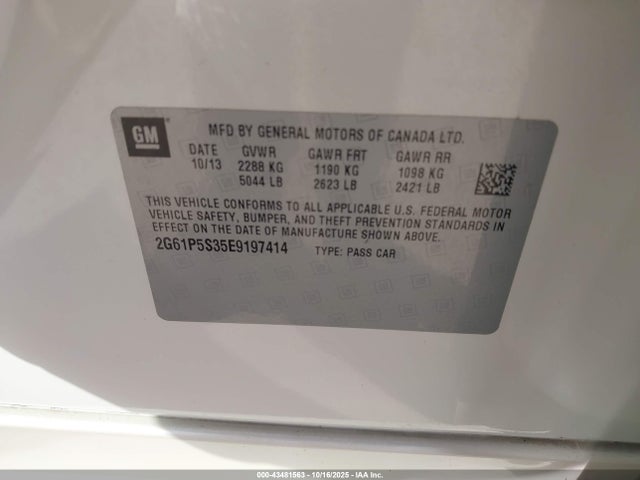 GM
MFD BY GENERAL MOTORS OF CANADA LTD.
DATE GVWR GAWR FRT GAWR RR
10/13 2288 KG 1190 KG 1098 KG
5044 LB 2623 LB 2421 LB
THIS VEHICLE CONFORMS TO ALL APPLICABLE U.S. FEDERAL MOTOR
VEHICLE SAFETY, BUMPER, AND THEFT PREVENTION STANDARDS IN
EFFECT ON THE DATE OF MANUFACTURE SHOWN ABOVE.
2G61P5S35E9197414 TYPE: PASS CAR
000-43481563 - 10/16/2025 - IAA Inc.